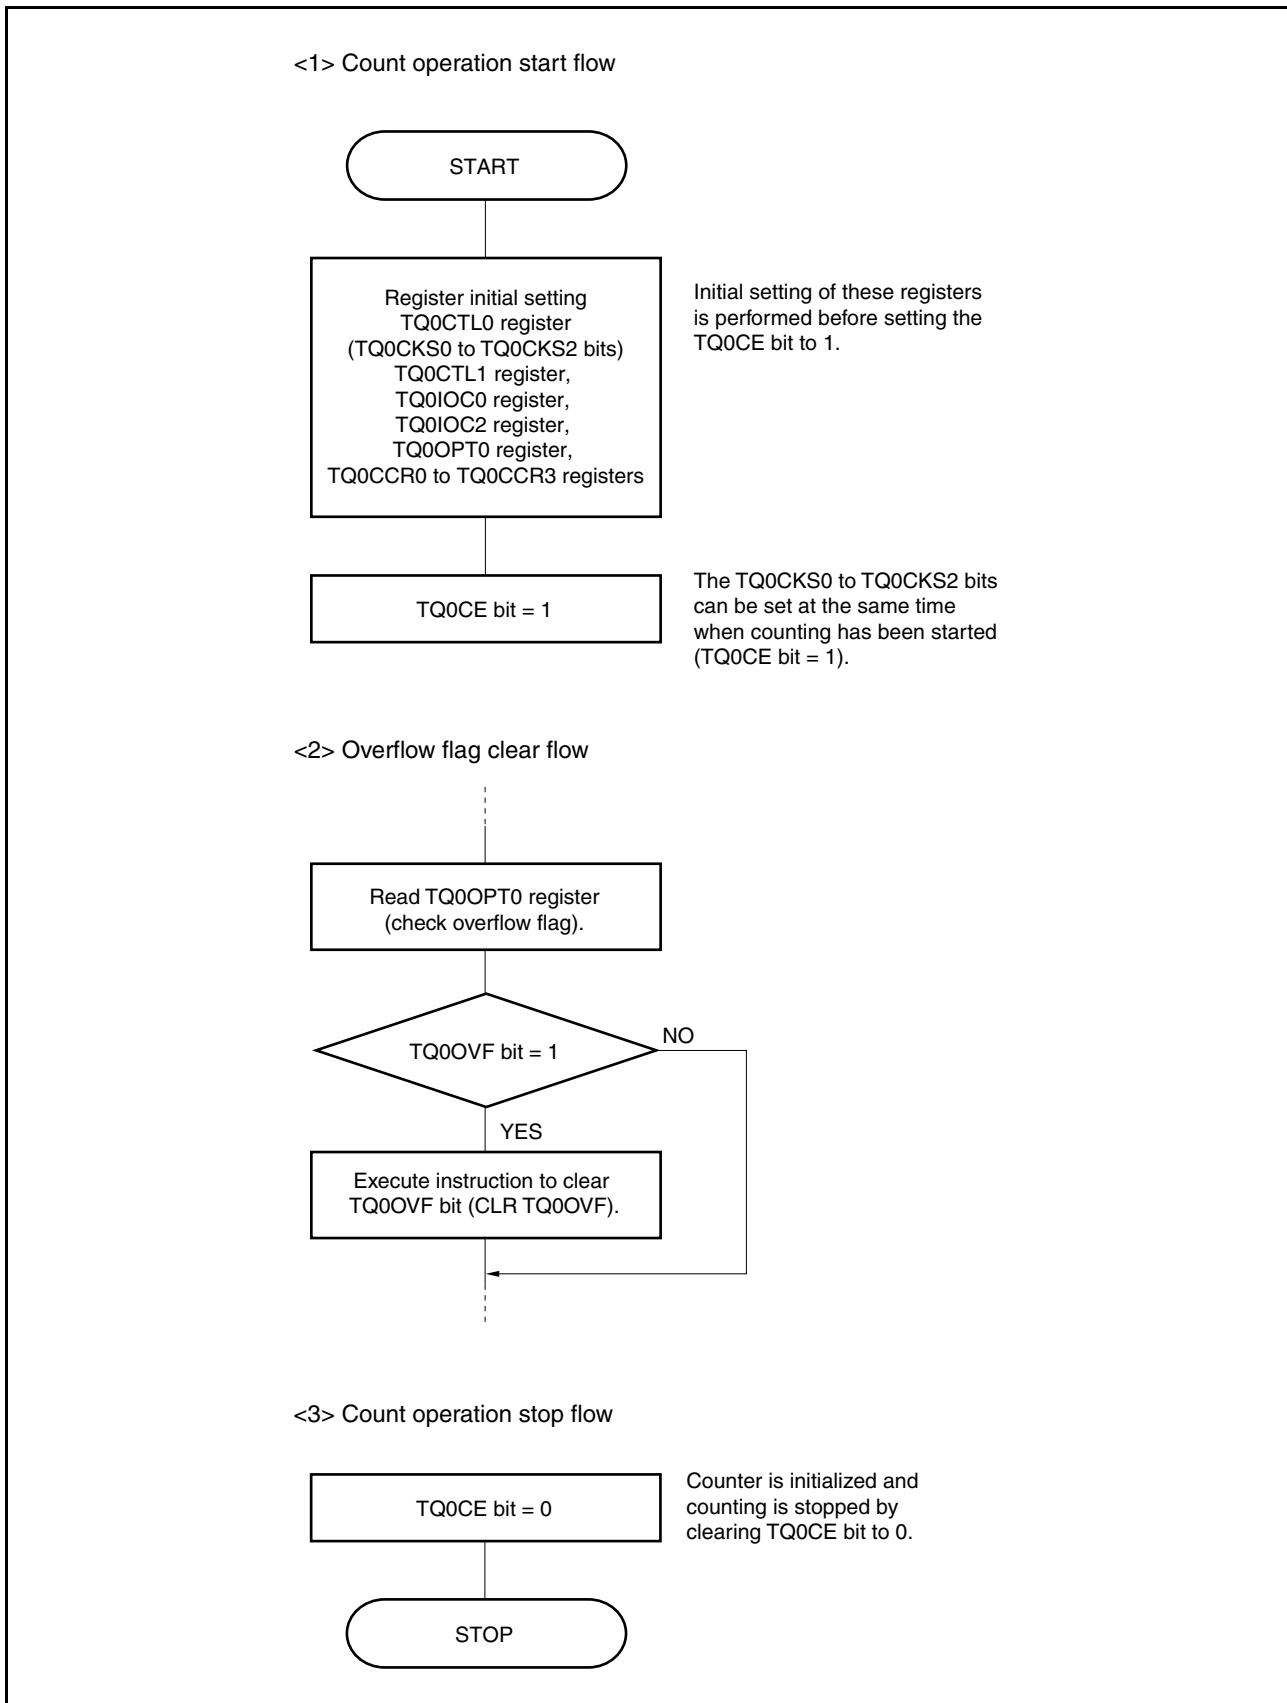 <1> Count operation start flow
START
Register initial setting
TQ0CTL0 register
(TQ0CKS0 to TQ0CKS2 bits)
TQ0CTL1 register,
TQ0IOC0 register,
TQ0IOC2 register,
TQ0OPT0 register,
TQ0CCR0 to TQ0CCR3 registers
Initial setting of these registers
is performed before setting the
TQ0CE bit to 1.
TQ0CE bit = 1
The TQ0CKS0 to TQ0CKS2 bits
can be set at the same time
when counting has been started
(TQ0CE bit = 1).
<2> Overflow flag clear flow
Read TQ0OPT0 register
(check overflow flag).
TQ0OVF bit = 1
NO
YES
Execute instruction to clear
TQ0OVF bit (CLR TQ0OVF).
<3> Count operation stop flow
TQ0CE bit = 0
Counter is initialized and
counting is stopped by
clearing TQ0CE bit to 0.
STOP